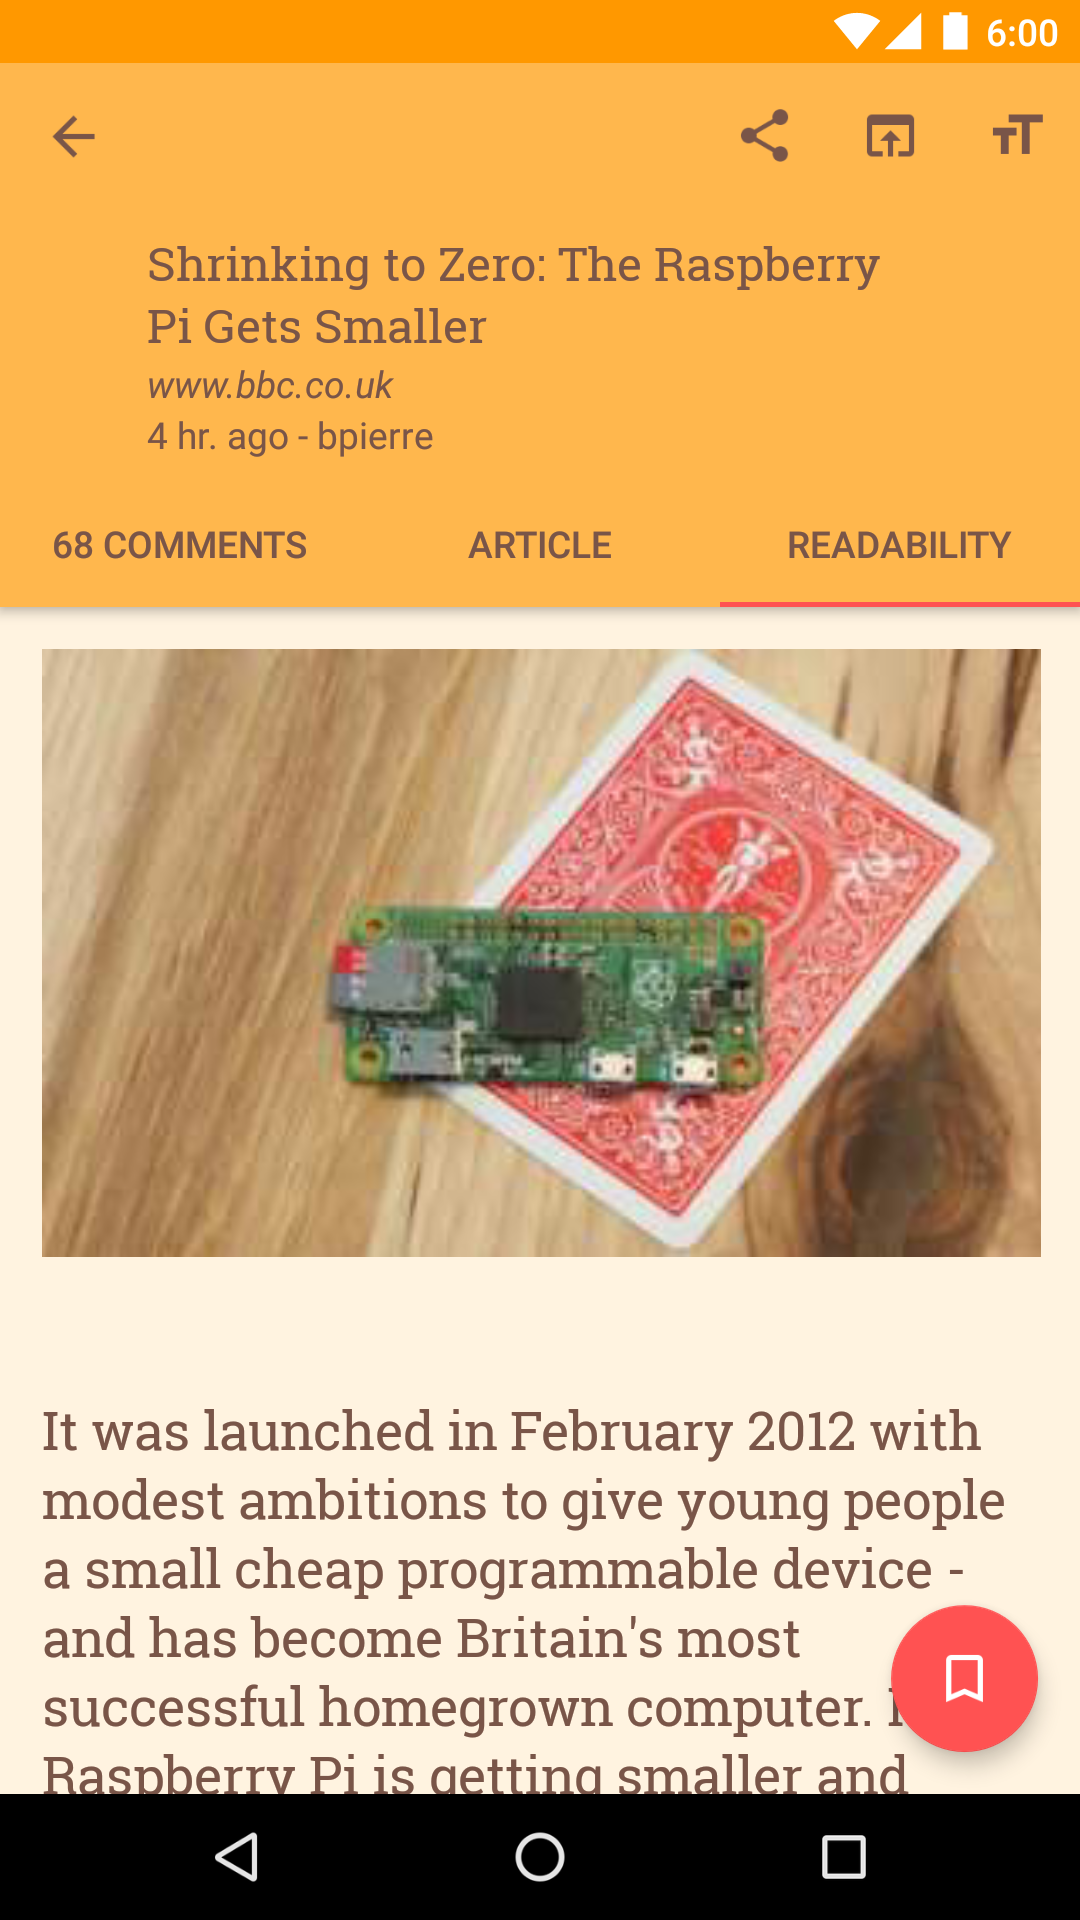 6:00
Shrinking to Zero: The Raspberry
Pi Gets Smaller
www.bbc.co.uk
4 hr. ago - bpierre
68 COMMENTS
ARTICLE
READABILITY
It was launched in February 2012 with
modest ambitions to give young people
a small cheap programmable device -
and has become Britain's most
successful homegrown computer.
Raspberry Pi is getting smaller and